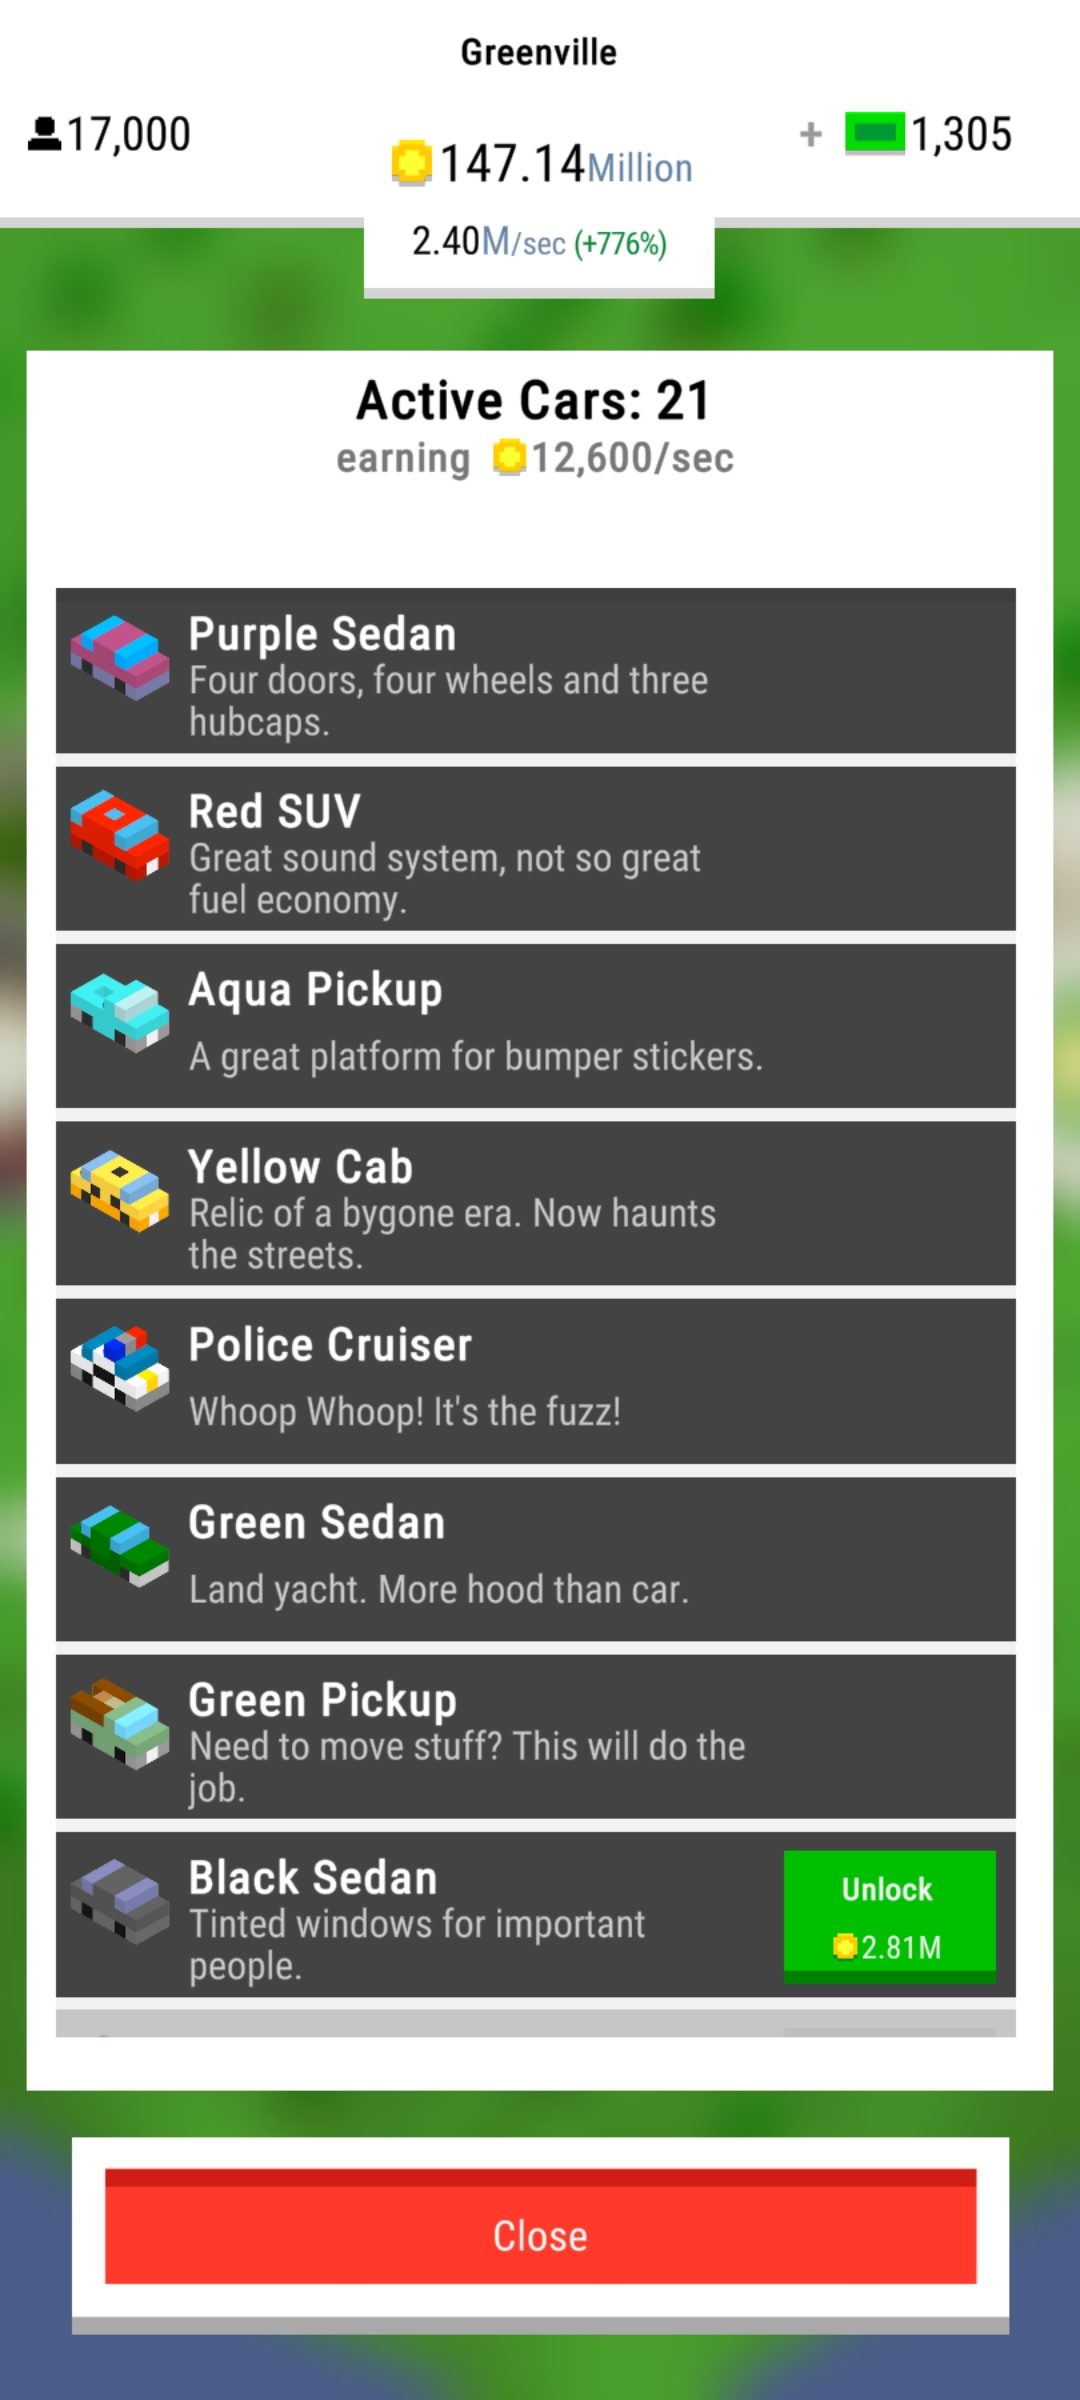 Greenville
17,000
147.14Million
+ 1,305
2.40M/sec (+776%)
Active Cars: 21
earning 12,600/sec
Purple Sedan
Four doors, four wheels and three
hubcaps.
Red SUV
Great sound system, not so great
fuel economy.
Aqua Pickup
A great platform for bumper stickers.
Yellow Cab
Relic of a bygone era. Now haunts
the streets.
Police Cruiser
Whoop Whoop! It's the fuzz!
Green Sedan
Land yacht. More hood than car.
Green Pickup
Need to move stuff? This will do the
job.
Black Sedan
Tinted windows for important
people.
Unlock
2.81M
Close